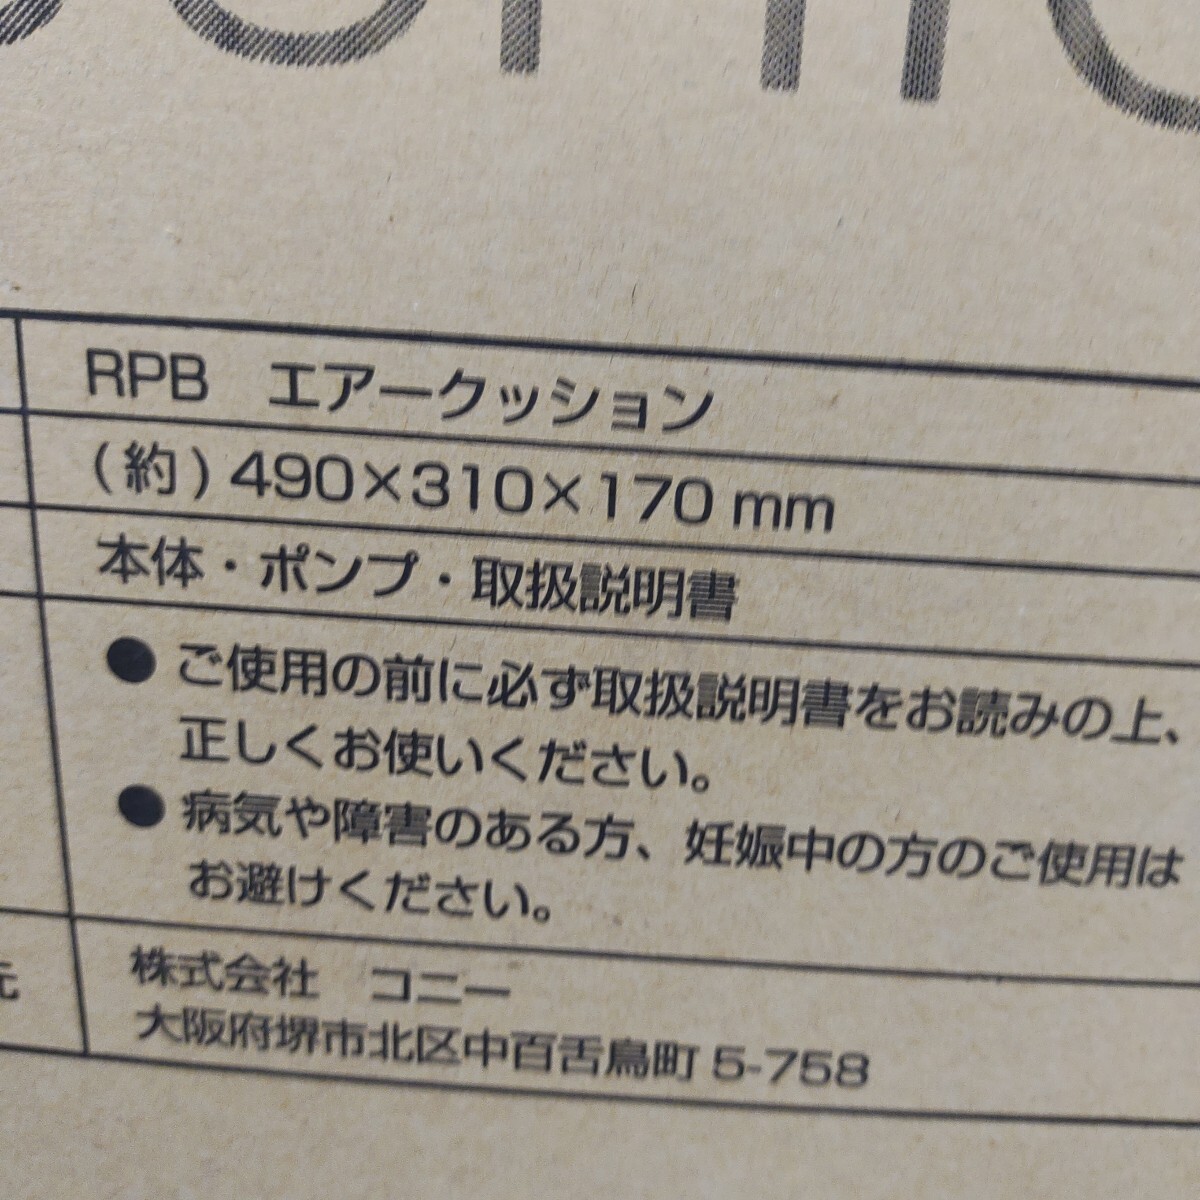 RPB エアークッション
(約) 490×310×170 mm
本体・ポンプ・取扱説明書
● ご使用の前に必ず取扱説明書をお読みの上、
正しくお使いください。
● 病気や障害のある方、妊娠中の方のご使用は
お避けください。
元
株式会社 コニー
大阪府堺市北区中百舌鳥町 5-758